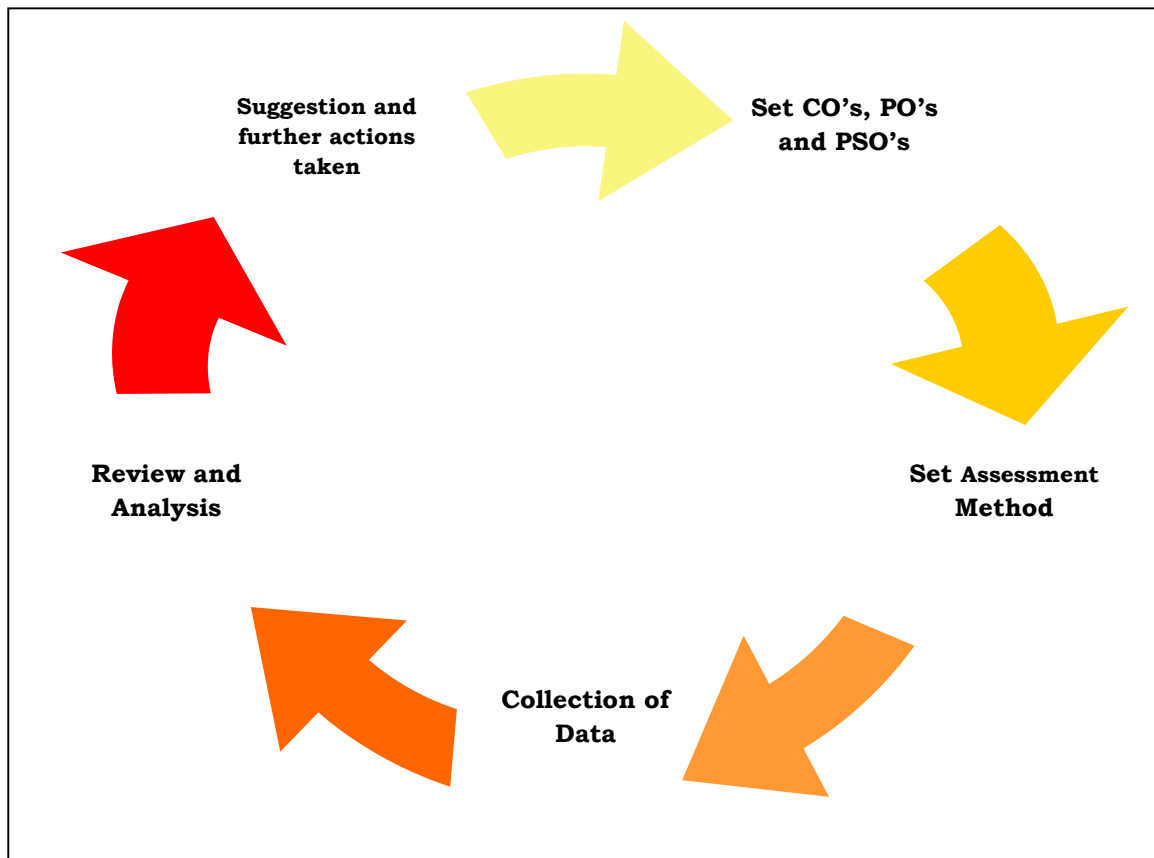 Suggestion and
further actions
taken
Set CO’s, PO’s
and PSO’s
Set Assessment
Method
Collection of
Data
Review and
Analysis